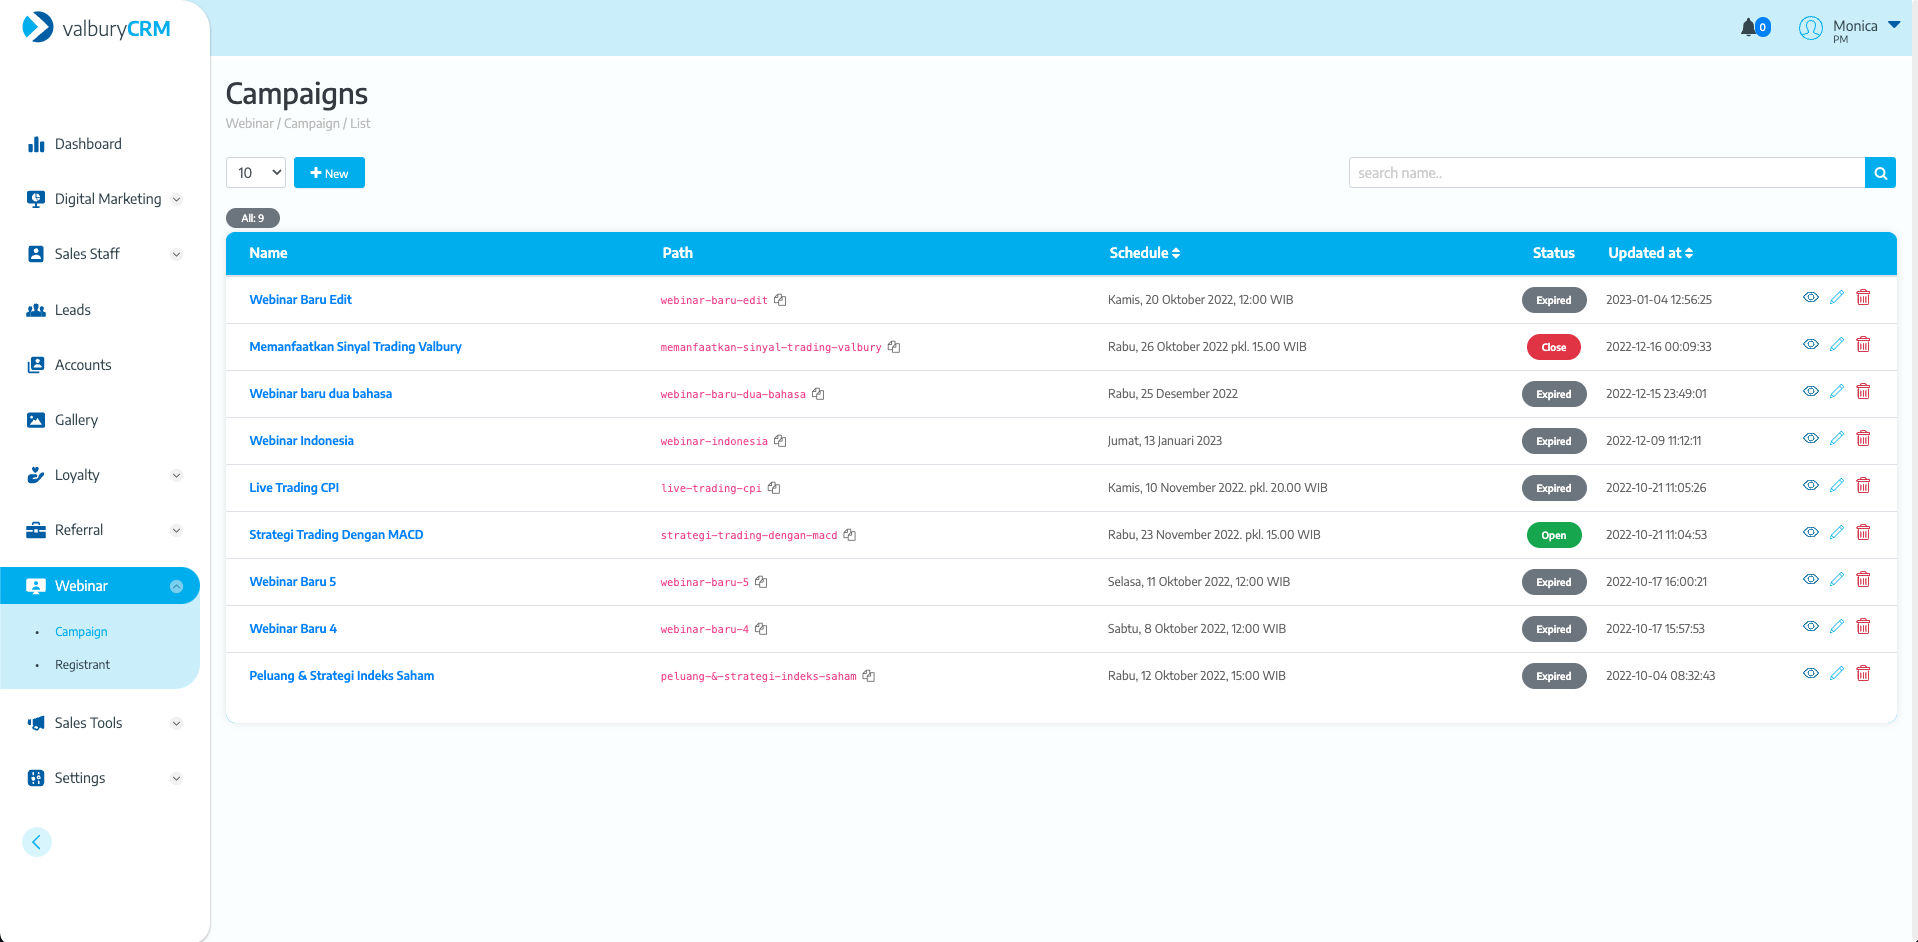 valburyCRM
0
Monica
PM
Campaigns
Webinar / Campaign / List
Dashboard
Digital Marketing
Sales Staff
Leads
Accounts
Gallery
Loyalty
Referral
Webinar
• Campaign
• Registrant
Sales Tools
Settings
10
New
search name..
All: 9
Name Path Schedule Status Updated at
Webinar Baru Edit webinar-baru-edit Kamis, 20 Oktober 2022, 12:00 WIB Expired 2023-01-04 12:56:25
Memanfaatkan Sinyal Trading Valbury memanfaatkan-sinyal-trading-valbury Rabu, 26 Oktober 2022 pkl. 15.00 WIB Close 2022-12-16 00:09:33
Webinar baru dua bahasa webinar-baru-dua-bahasa Rabu, 25 Desember 2022 Expired 2022-12-15 23:49:01
Webinar Indonesia webinar-indonesia Jumat, 13 Januari 2023 Expired 2022-12-09 11:12:11
Live Trading CPI live-trading-cpi Kamis, 10 November 2022. pkl. 20.00 WIB Expired 2022-10-21 11:05:26
Strategi Trading Dengan MACD strategi-trading-dengan-macd Rabu, 23 November 2022. pkl. 15.00 WIB Open 2022-10-21 11:04:53
Webinar Baru 5 webinar-baru-5 Selasa, 11 Oktober 2022, 12:00 WIB Expired 2022-10-17 16:00:21
Webinar Baru 4 webinar-baru-4 Sabtu, 8 Oktober 2022, 12:00 WIB Expired 2022-10-17 15:57:53
Peluang & Strategi Indeks Saham peluang-&-strategi-indeks-saham Rabu, 12 Oktober 2022, 15:00 WIB Expired 2022-10-04 08:32:43